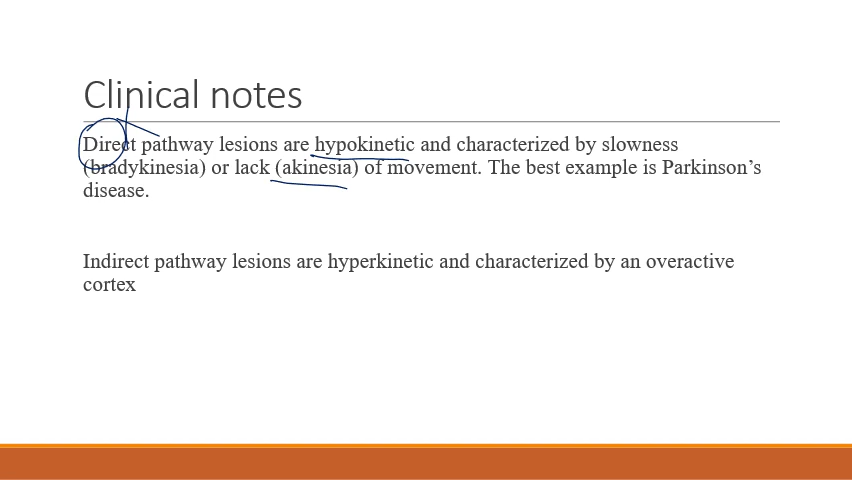 Clinical notes
Direct pathway lesions are hypokinetic and characterized by slowness
(bradykinesia) or lack (akinesia) of movement. The best example is Parkinson’s
disease.
Indirect pathway lesions are hyperkinetic and characterized by an overactive
cortex